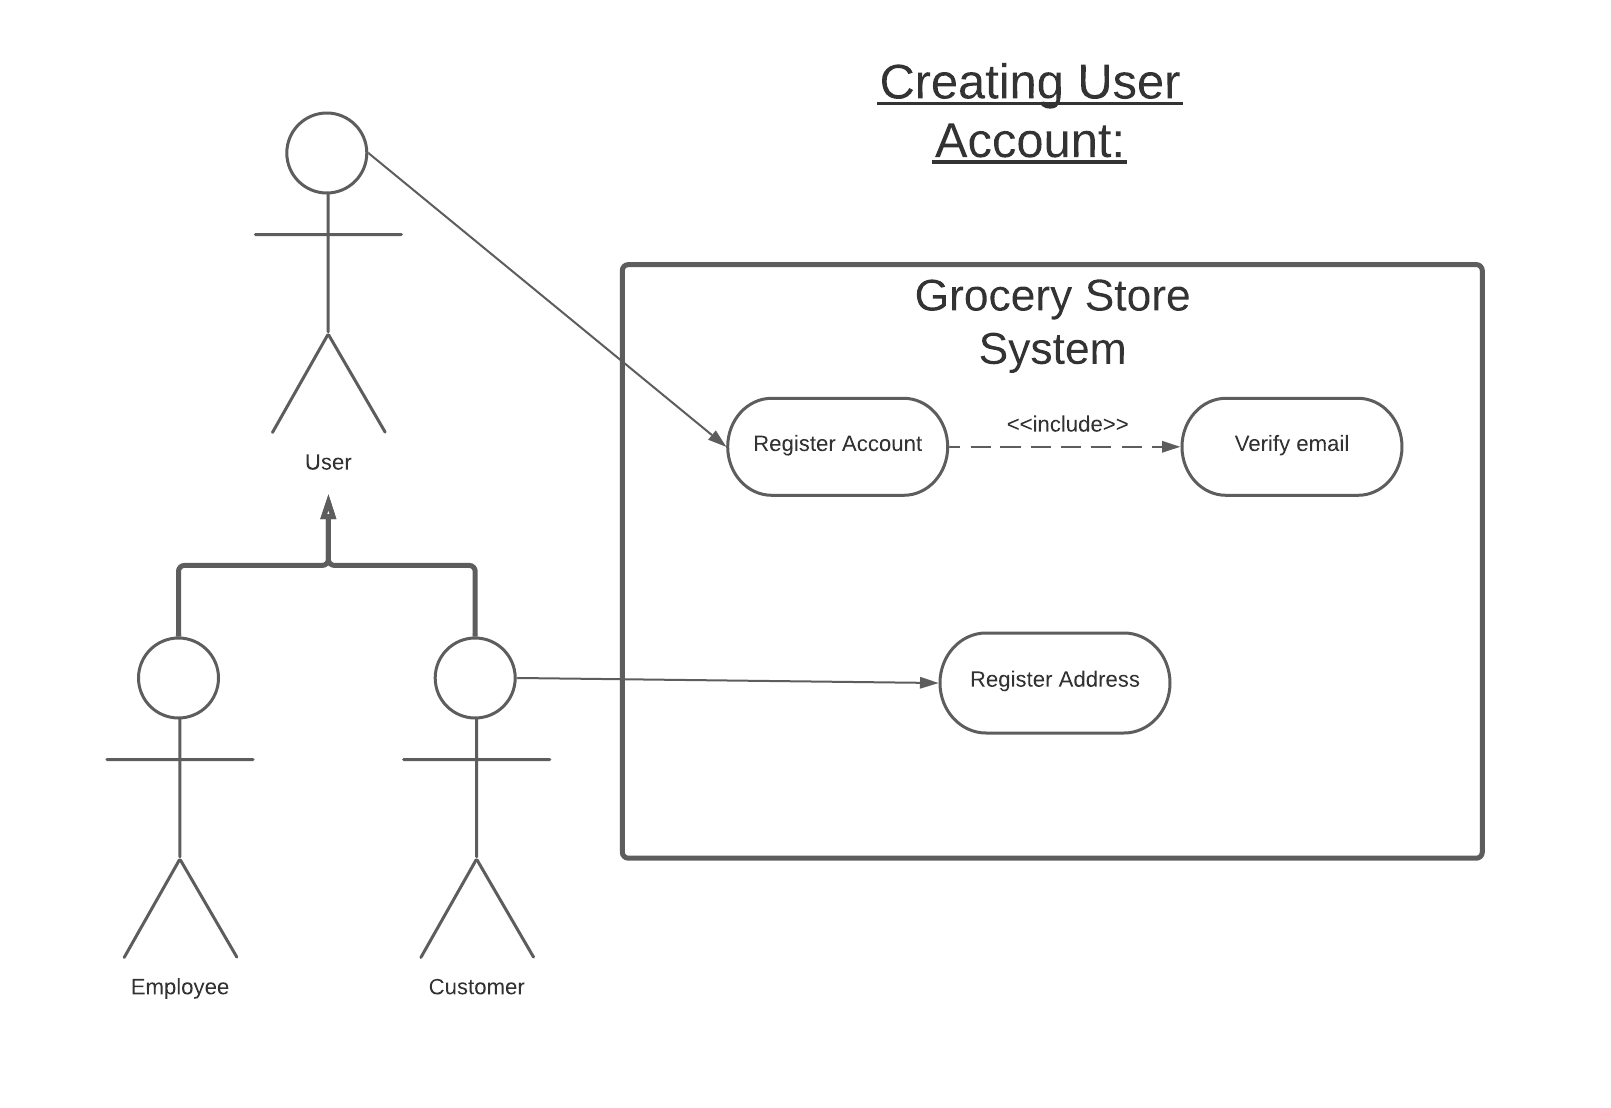 Creating User
Account:
Grocery Store
System
Register Account
<<include>>
Verify email
User
Register Address
Employee
Customer